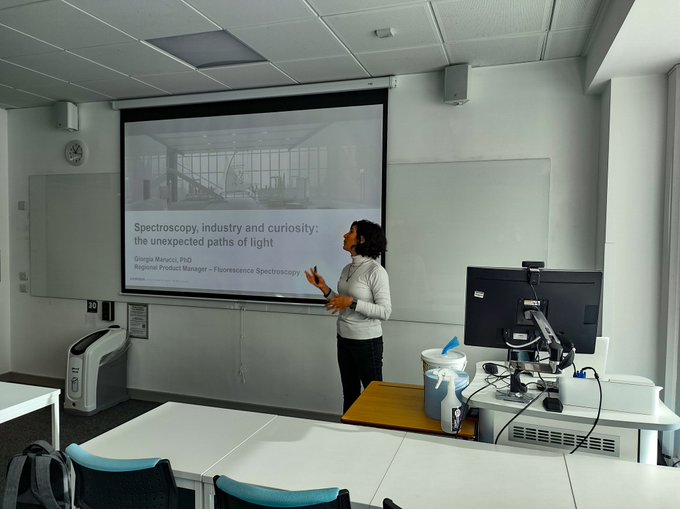 Spectroscopy, industry and curiosity:
the unexpected paths of light
Giorgia Marucci, PhD
Regional Product Manager – Fluorescence Spectroscopy
30